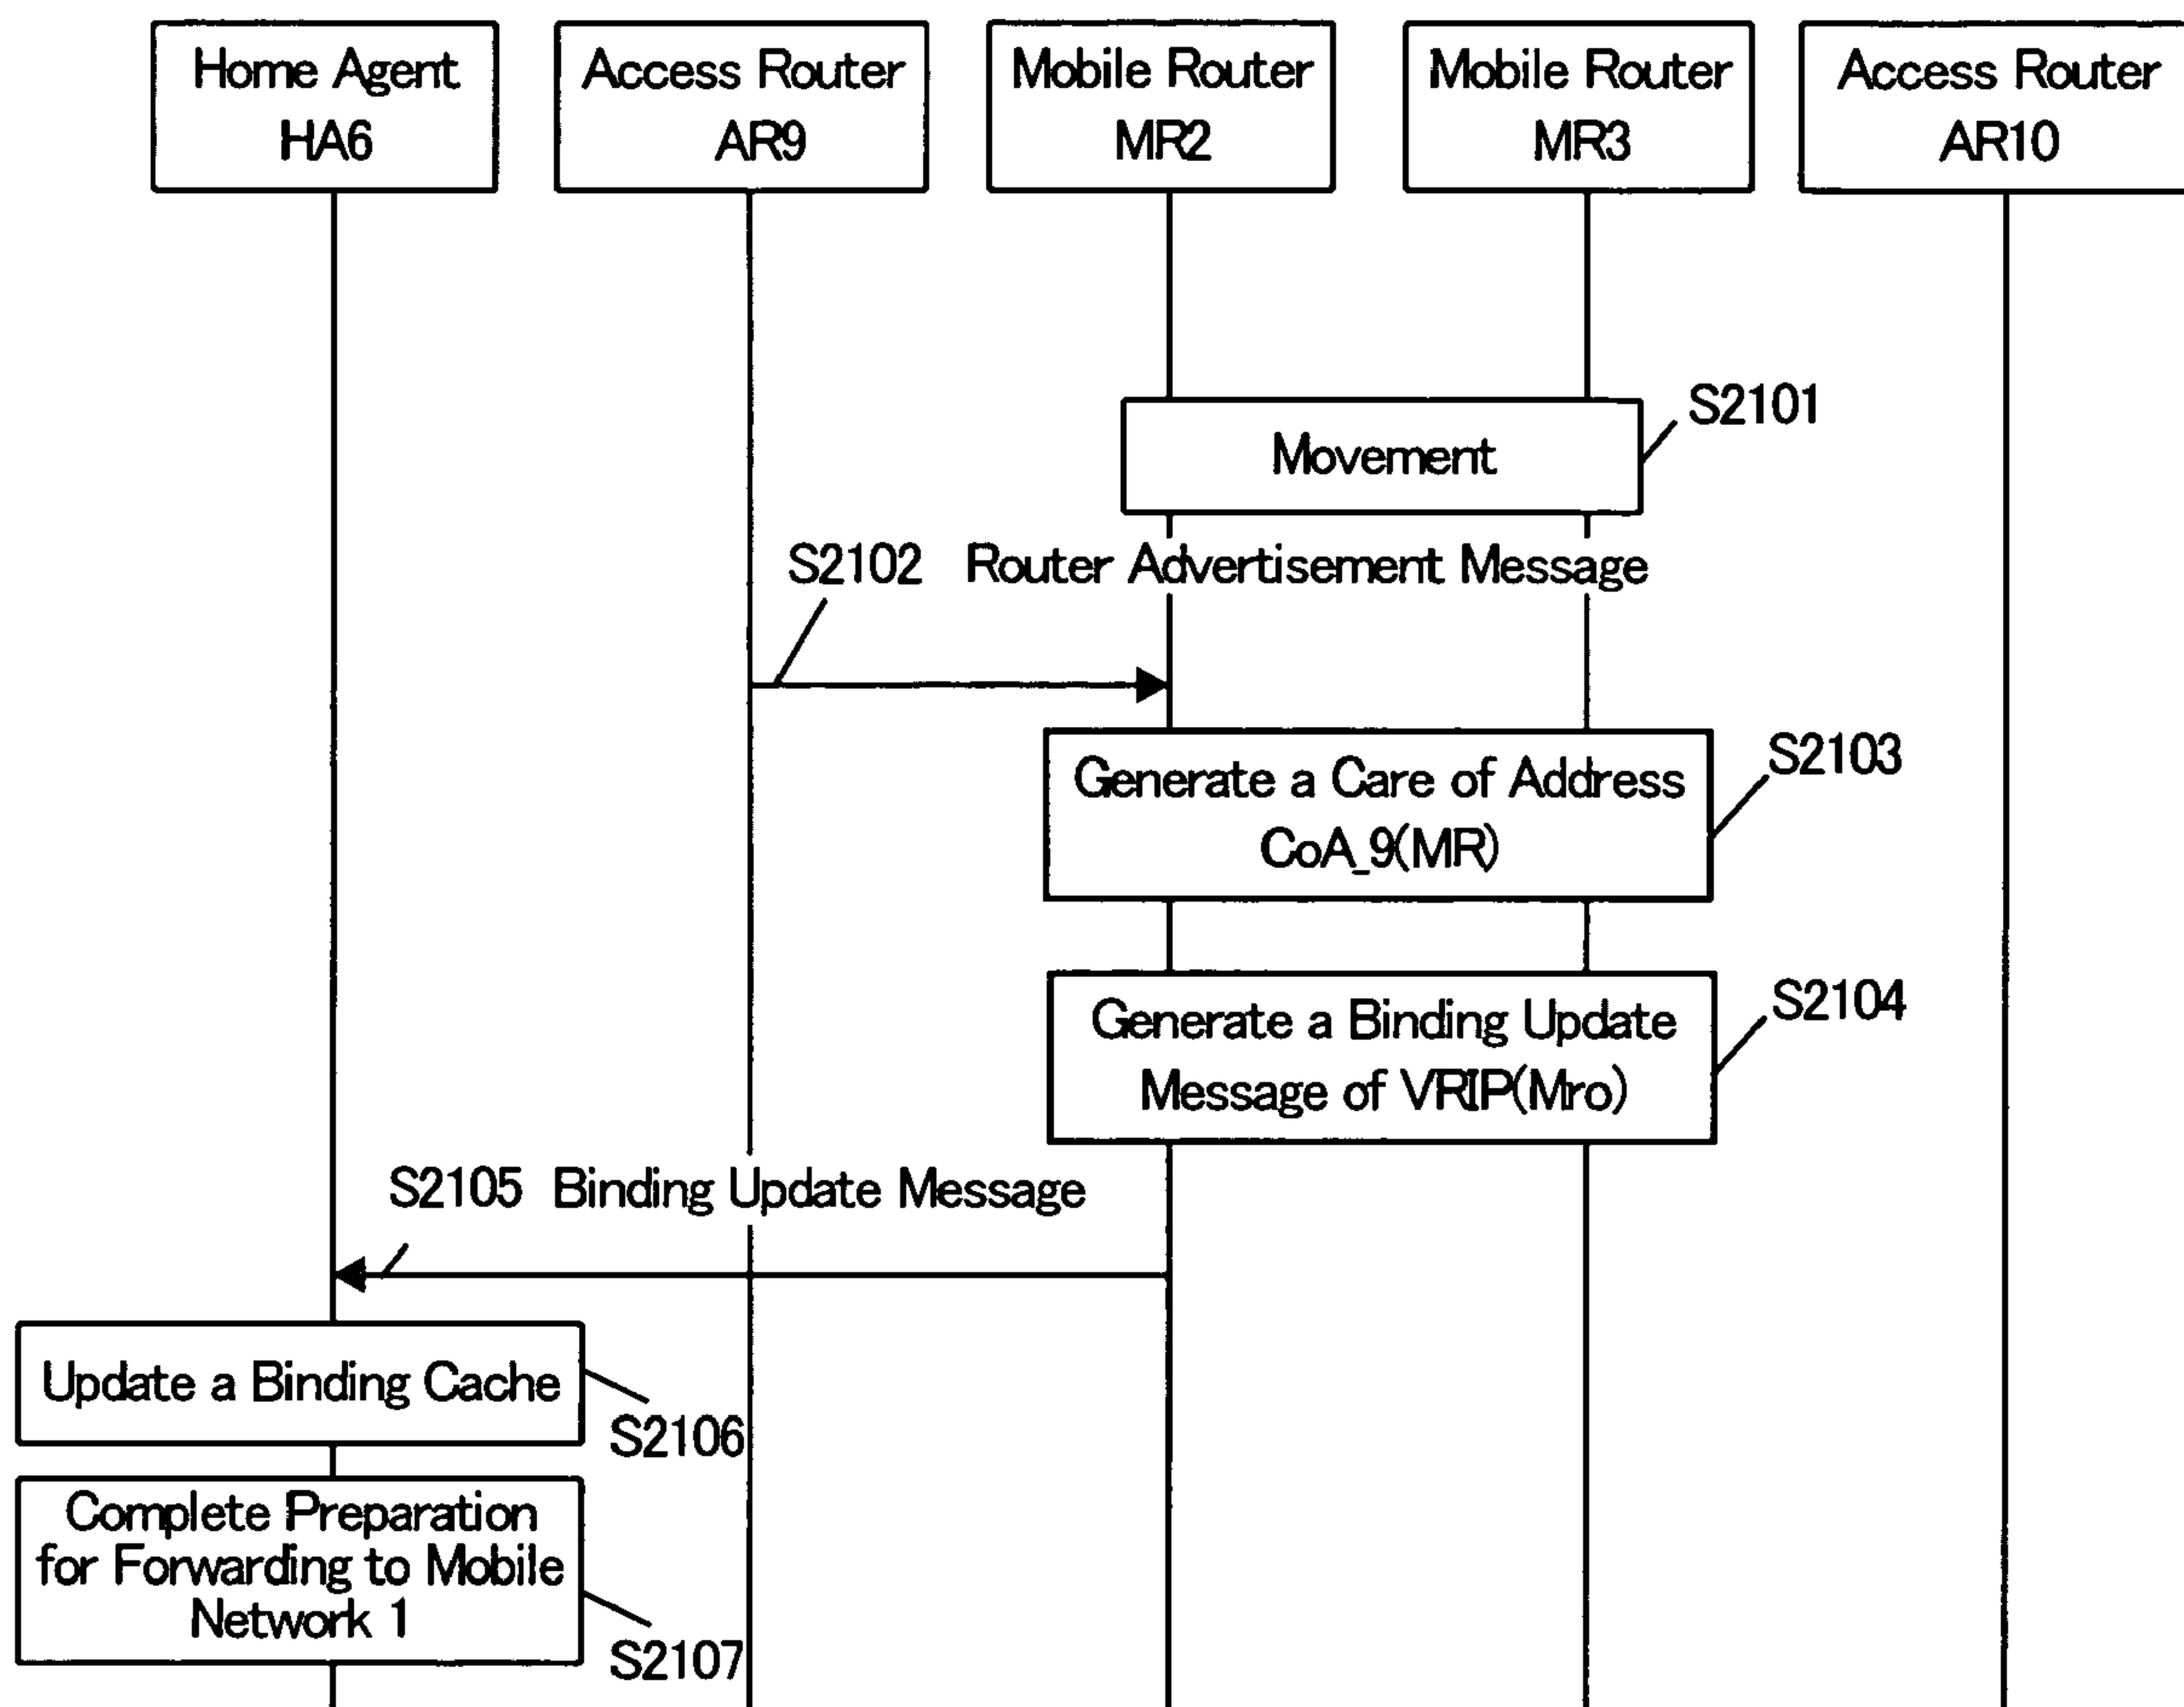 Home Agent
HA6
Access Router
AR9
Mobile Router
MR2
Mobile Router
MR3
Access Router
AR10
S2101
Movement
S2102 Router Advertisement Message
S2103
Generate a Care of Address
CoA_9(MR)
S2104
Generate a Binding Update
Message of VRIP(Mro)
S2105 Binding Update Message
Update a Binding Cache
S2106
Complete Preparation
for Forwarding to Mobile
Network 1
S2107